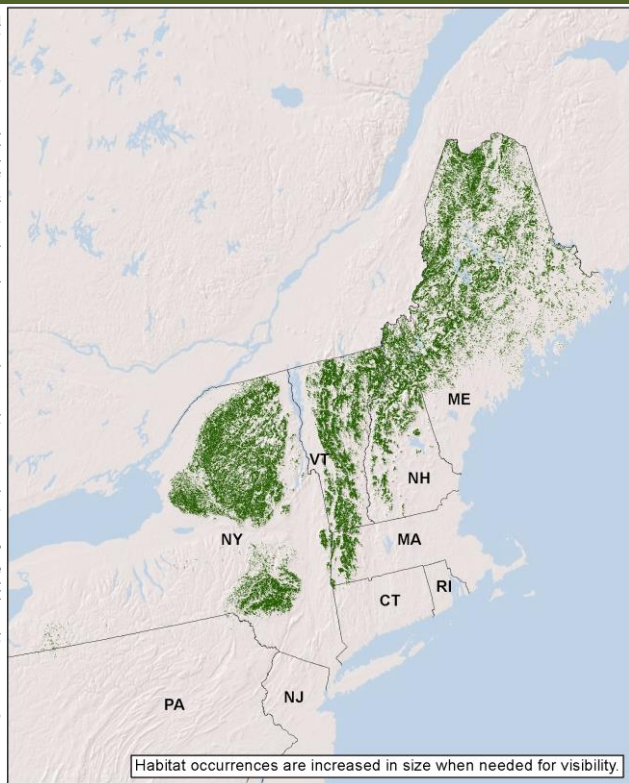 ME
VT
NH
NY
MA
CT
RI
PA
NJ
Habitat occurrences are increased in size when needed for visibility.